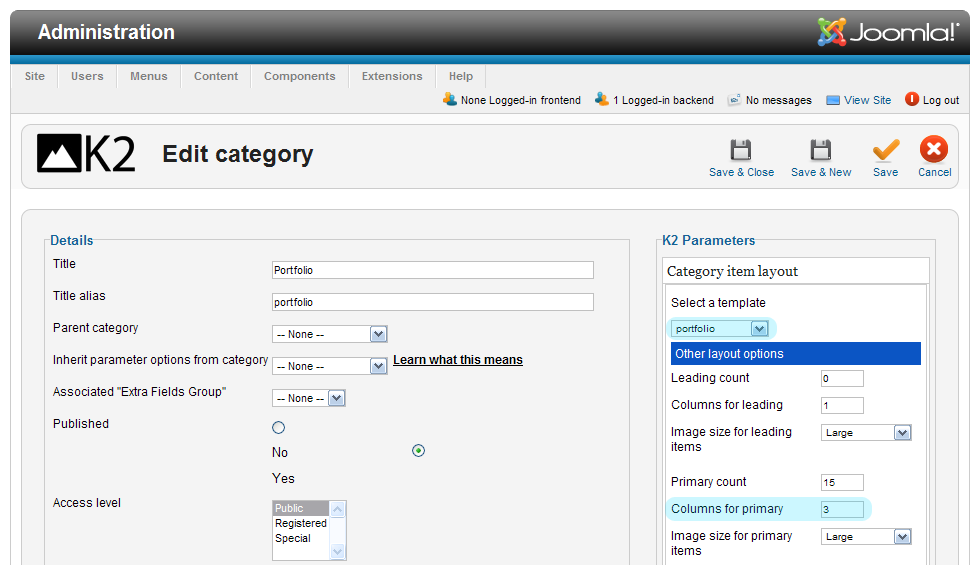 Administration
Joomla!
Site Users Menus Content Components Extensions Help
None Logged-in frontend 1 Logged-in backend No messages View Site Log out
K2 Edit category
Save & Close Save & New Save Cancel
Details
Title Portfolio
Title alias portfolio
Parent category -- None --
Inherit parameter options from category -- None -- Learn what this means
Associated "Extra Fields Group" -- None --
Published
No
Yes
Access level Public
Registered
Special
K2 Parameters
Category item layout
Select a template
portfolio
Other layout options
Leading count 0
Columns for leading 1
Image size for leading Large
items
Primary count 15
Columns for primary 3
Image size for primary Large
items